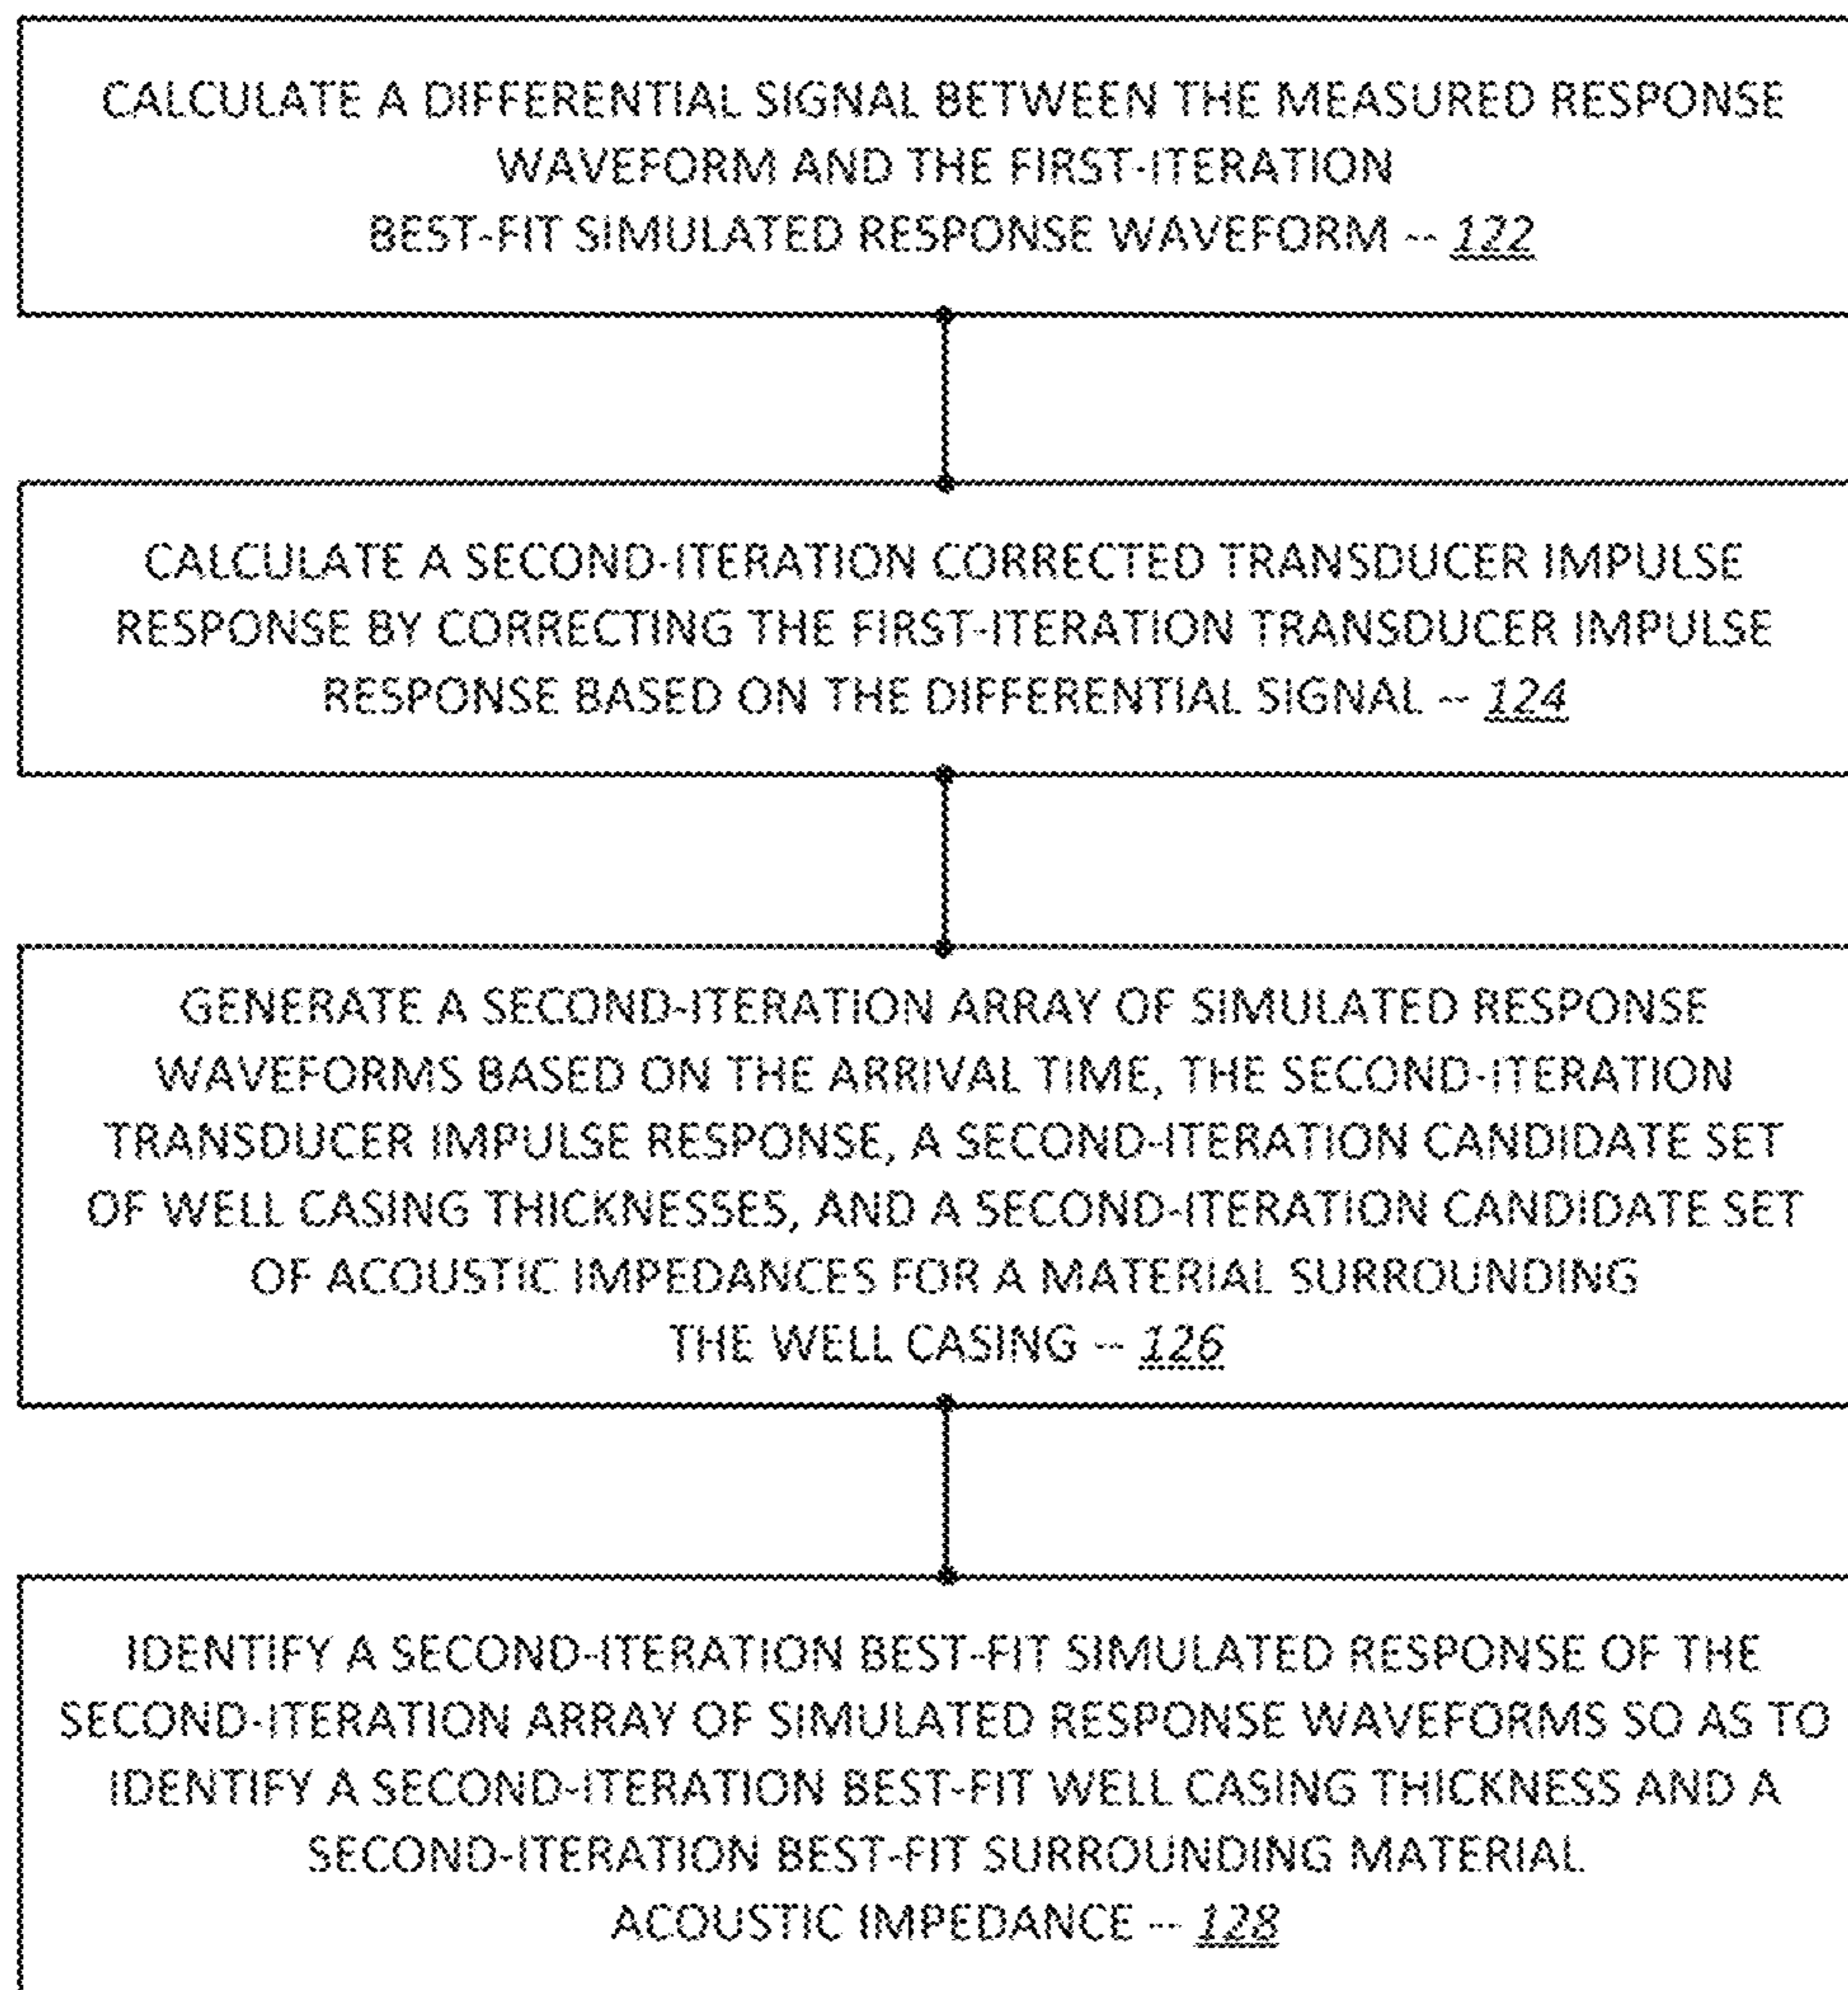 CALCULATE A DIFFERENTIAL SIGNAL BETWEEN THE MEASURED RESPONSE
WAVEFORM AND THE FIRST-ITERATION
BEST-FIT SIMULATED RESPONSE WAVEFORM -- 122
CALCULATE A SECOND-ITERATION CORRECTED TRANSDUCER IMPULSE
RESPONSE BY CORRECTING THE FIRST-ITERATION TRANSDUCER IMPULSE
RESPONSE BASED ON THE DIFFERENTIAL SIGNAL -- 124
GENERATE A SECOND-ITERATION ARRAY OF SIMULATED RESPONSE
WAVEFORMS BASED ON THE ARRIVAL TIME, THE SECOND-ITERATION
TRANSDUCER IMPULSE RESPONSE, A SECOND-ITERATION CANDIDATE SET
OF WELL CASING THICKNESSES, AND A SECOND-ITERATION CANDIDATE SET
OF ACOUSTIC IMPEDANCES FOR A MATERIAL SURROUNDING
THE WELL CASING -- 126
IDENTIFY A SECOND-ITERATION BEST-FIT SIMULATED RESPONSE OF THE
SECOND-ITERATION ARRAY OF SIMULATED RESPONSE WAVEFORMS SO AS TO
IDENTIFY A SECOND-ITERATION BEST-FIT WELL CASING THICKNESS AND A
SECOND-ITERATION BEST-FIT SURROUNDING MATERIAL
ACOUSTIC IMPEDANCE -- 128